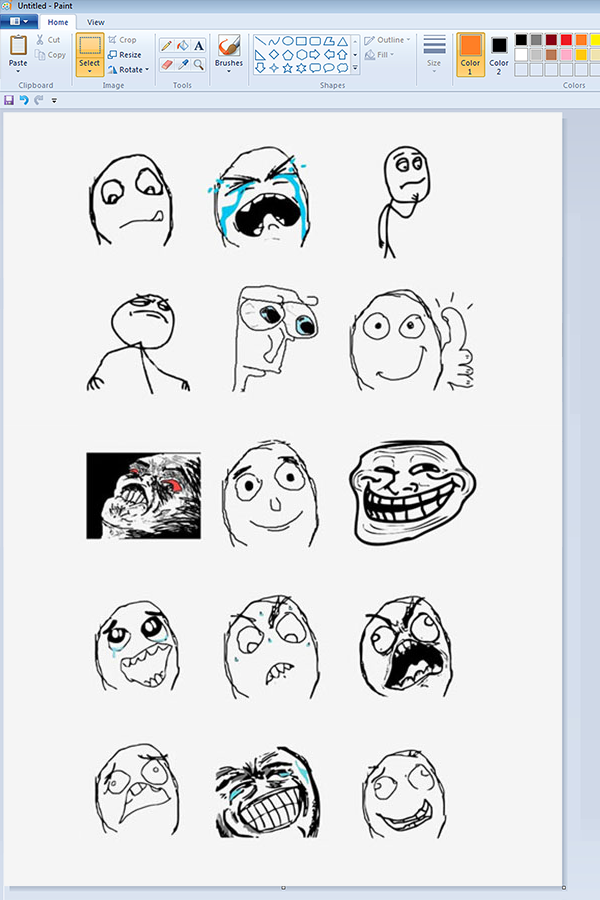 Untitled - Paint
Home View
Paste
Cut
Copy
Clipboard
Select
Crop
Resize
Rotate
Image
A
Tools
Brushes
Shapes
Outline
Fill
Size
Color
1
Color
2
Colors